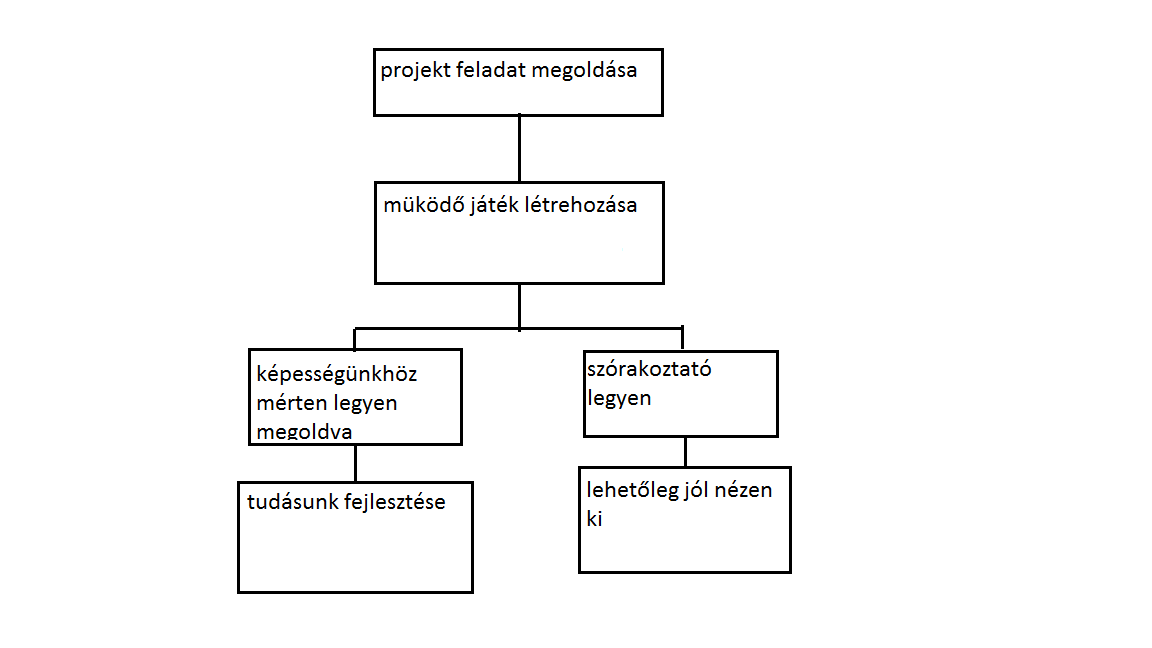 projekt feladat megoldása
müködő játék létrehozása
képességünkhöz
mérten legyen
megoldva
szórakoztató
legyen
tudásunk fejlesztése
lehetőleg jól nézen
ki